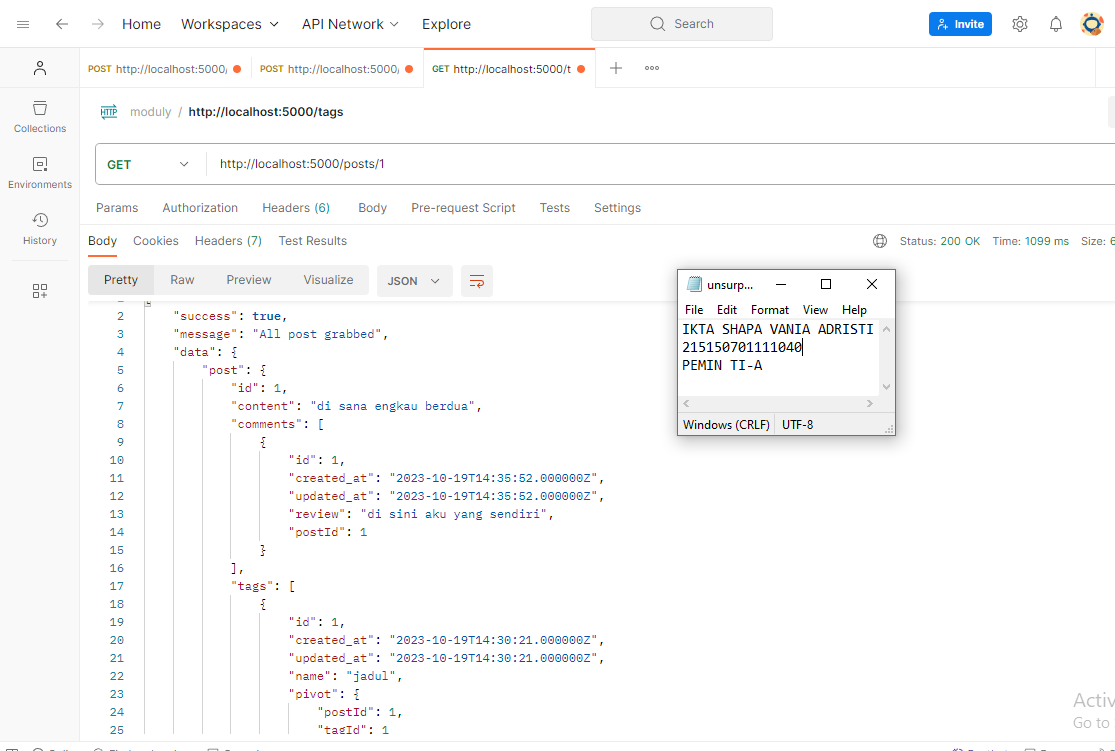 Home Workspaces API Network Explore Search Invite
POST http://localhost:5000/ POST http://localhost:5000/ GET http://localhost:5000/t
HTTP moduly / http://localhost:5000/tags
Collections
Environments
History
GET http://localhost:5000/posts/1
Params Authorization Headers (6) Body Pre-request Script Tests Settings
Body Cookies Headers (7) Test Results Status: 200 OK Time: 1099 ms Size: 6
Pretty Raw Preview Visualize JSON
2 "success": true,
3 "message": "All post grabbed",
4 "data": {
5 "post": {
6 "id": 1,
7 "content": "di sana engkau berdua",
8 "comments": [
9 {
10 "id": 1,
11 "created_at": "2023-10-19T14:35:52.000000Z",
12 "updated_at": "2023-10-19T14:35:52.000000Z",
13 "review": "di sini aku yang sendiri",
14 "postId": 1
15 }
16 ],
17 "tags": [
18 {
19 "id": 1,
20 "created_at": "2023-10-19T14:30:21.000000Z",
21 "updated_at": "2023-10-19T14:30:21.000000Z",
22 "name": "jadul",
23 "pivot": {
24 "postId": 1,
25 "tagId": 1
unsurp...
File Edit Format View Help
IKTA SHAPA VANIA ADRISTI
215150701111040
PEMIN TI-A
Windows (CRLF) UTF-8
Activ
Go to